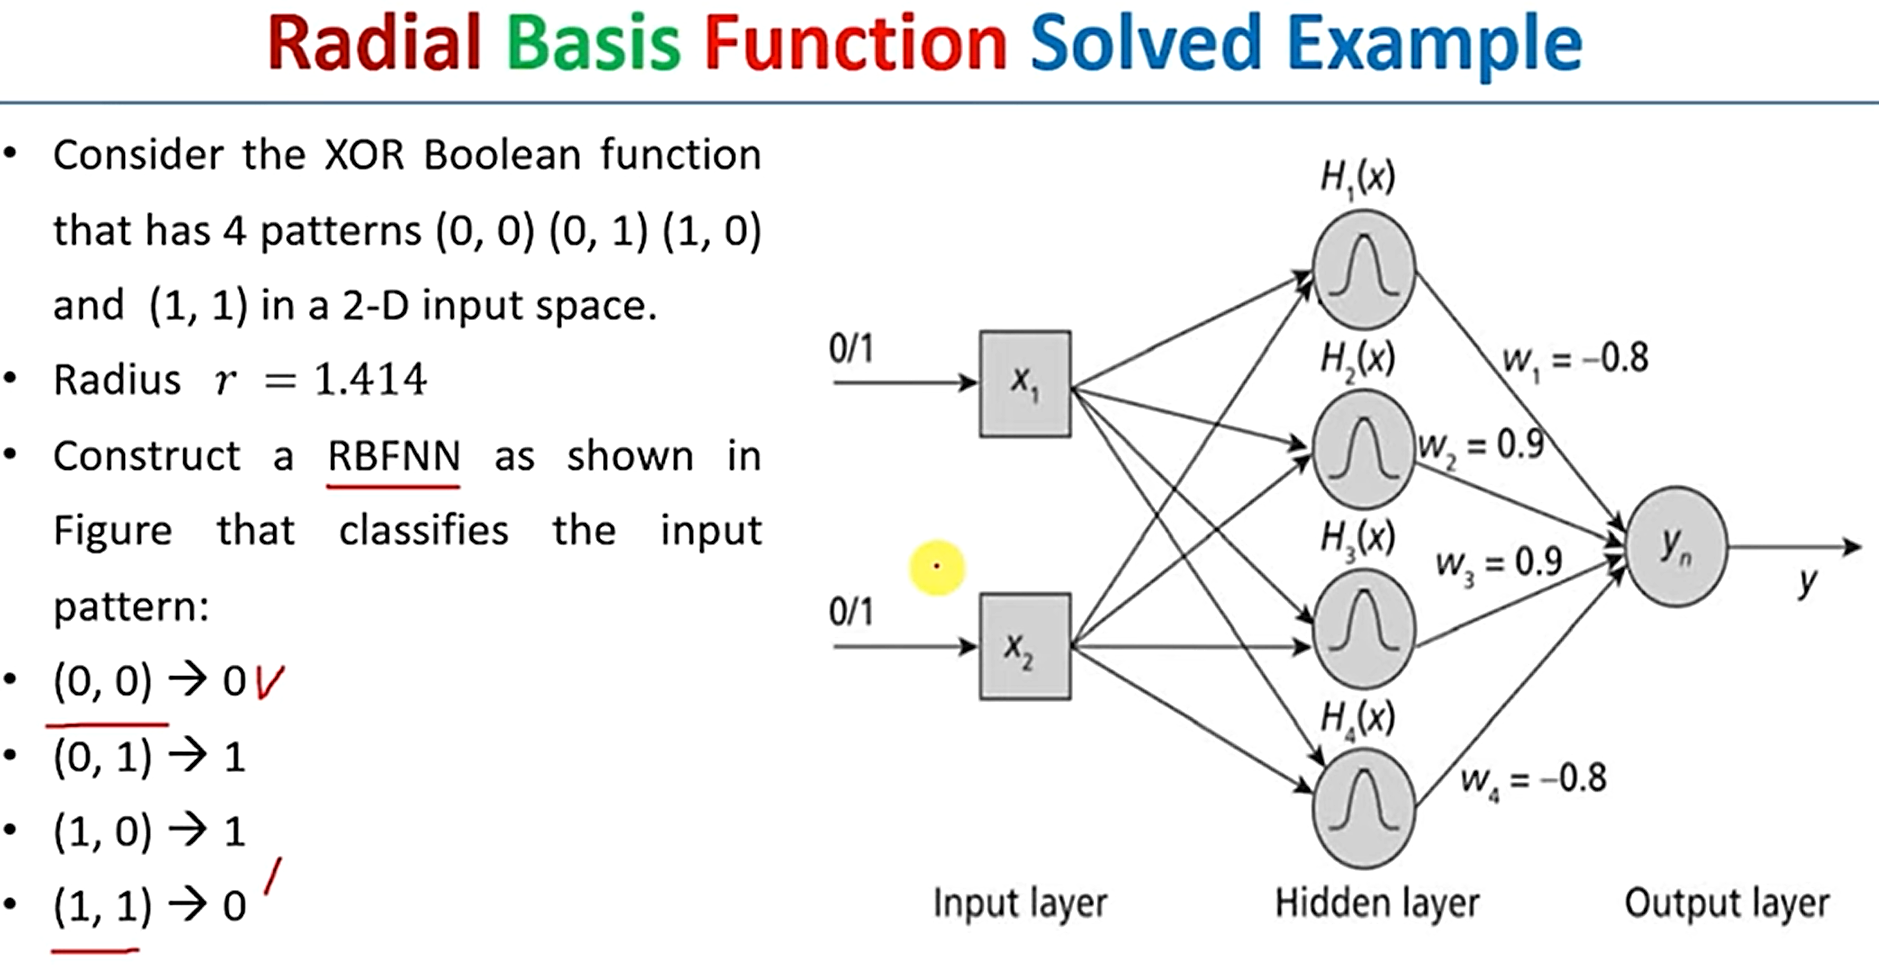 Radial Basis Function Solved Example
• Consider the XOR Boolean function
that has 4 patterns (0, 0) (0, 1) (1, 0)
and (1, 1) in a 2-D input space.
• Radius r = 1.414
• Construct a RBFNN as shown in
Figure that classifies the input
pattern:
• (0, 0) → 0
• (0, 1) → 1
• (1, 0) → 1
• (1, 1) → 0
H₁(x)
0/1
x₁
H₂(x)
w₁ = –0.8
w₂ = 0.9
H₃(x)
w₃ = 0.9
yₙ
y
0/1
x₂
H₄(x)
w₄ = –0.8
Input layer
Hidden layer
Output layer